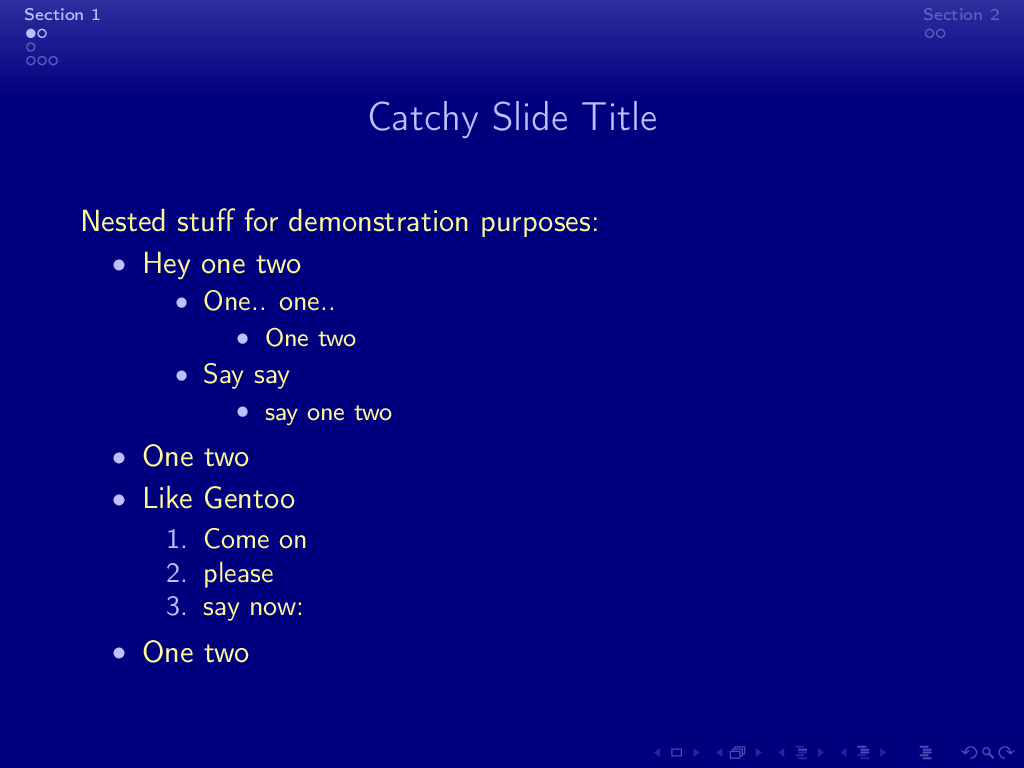 Section 1
Section 2
Catchy Slide Title
Nested stuff for demonstration purposes:
• Hey one two
• One.. one..
• One two
• Say say
• say one two
• One two
• Like Gentoo
1. Come on
2. please
3. say now:
• One two